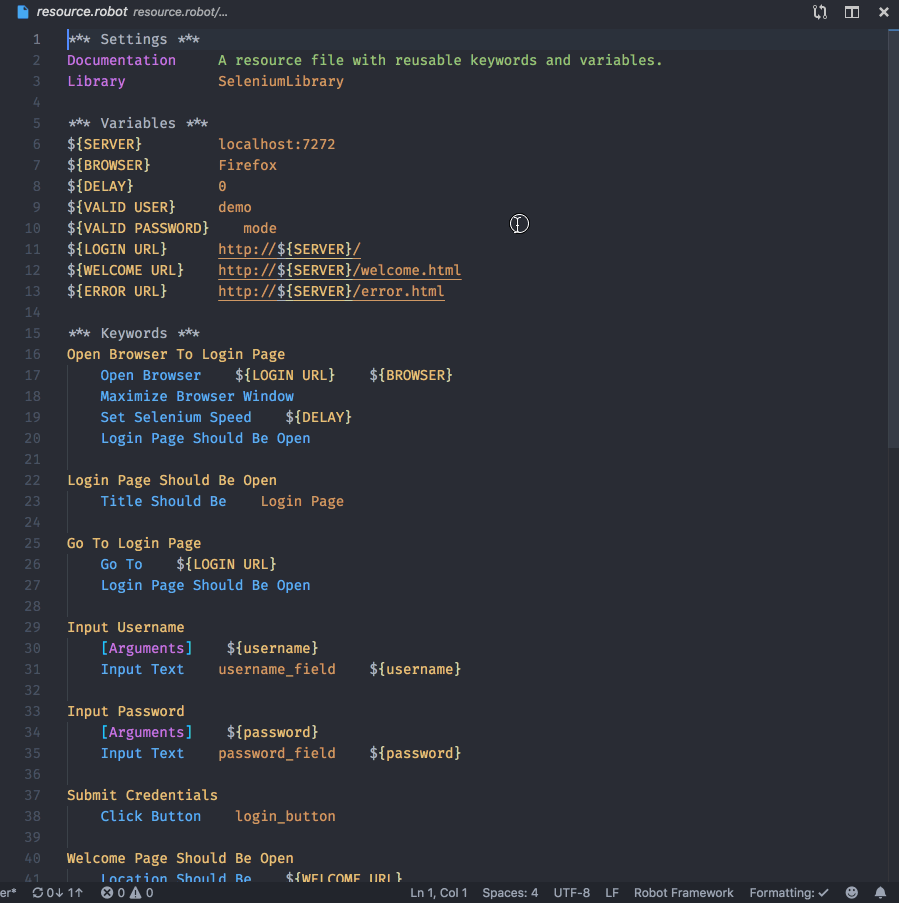 resource.robot resource.robot/...
1 *** Settings ***
2 Documentation A resource file with reusable keywords and variables.
3 Library SeleniumLibrary
4
5 *** Variables ***
6 ${SERVER} localhost:7272
7 ${BROWSER} Firefox
8 ${DELAY} 0
9 ${VALID USER} demo
10 ${VALID PASSWORD} mode
11 ${LOGIN URL} http://${SERVER}/
12 ${WELCOME URL} http://${SERVER}/welcome.html
13 ${ERROR URL} http://${SERVER}/error.html
14
15 *** Keywords ***
16 Open Browser To Login Page
17 Open Browser ${LOGIN URL} ${BROWSER}
18 Maximize Browser Window
19 Set Selenium Speed ${DELAY}
20 Login Page Should Be Open
21
22 Login Page Should Be Open
23 Title Should Be Login Page
24
25 Go To Login Page
26 Go To ${LOGIN URL}
27 Login Page Should Be Open
28
29 Input Username
30 [Arguments] ${username}
31 Input Text username_field ${username}
32
33 Input Password
34 [Arguments] ${password}
35 Input Text password_field ${password}
36
37 Submit Credentials
38 Click Button login_button
39
40 Welcome Page Should Be Open
41 Location Should Be ${WELCOME URL}
er* 0↓ 1↑ 0 0 Ln 1, Col 1 Spaces: 4 UTF-8 LF Robot Framework Formatting: ✓